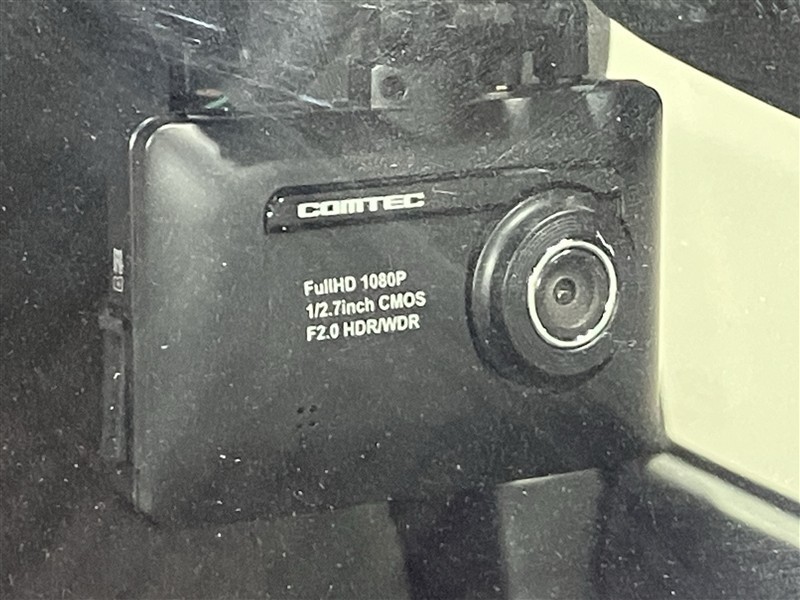 COMTEC
FullHD 1080P
1/2.7inch CMOS
F2.0 HDR/WDR